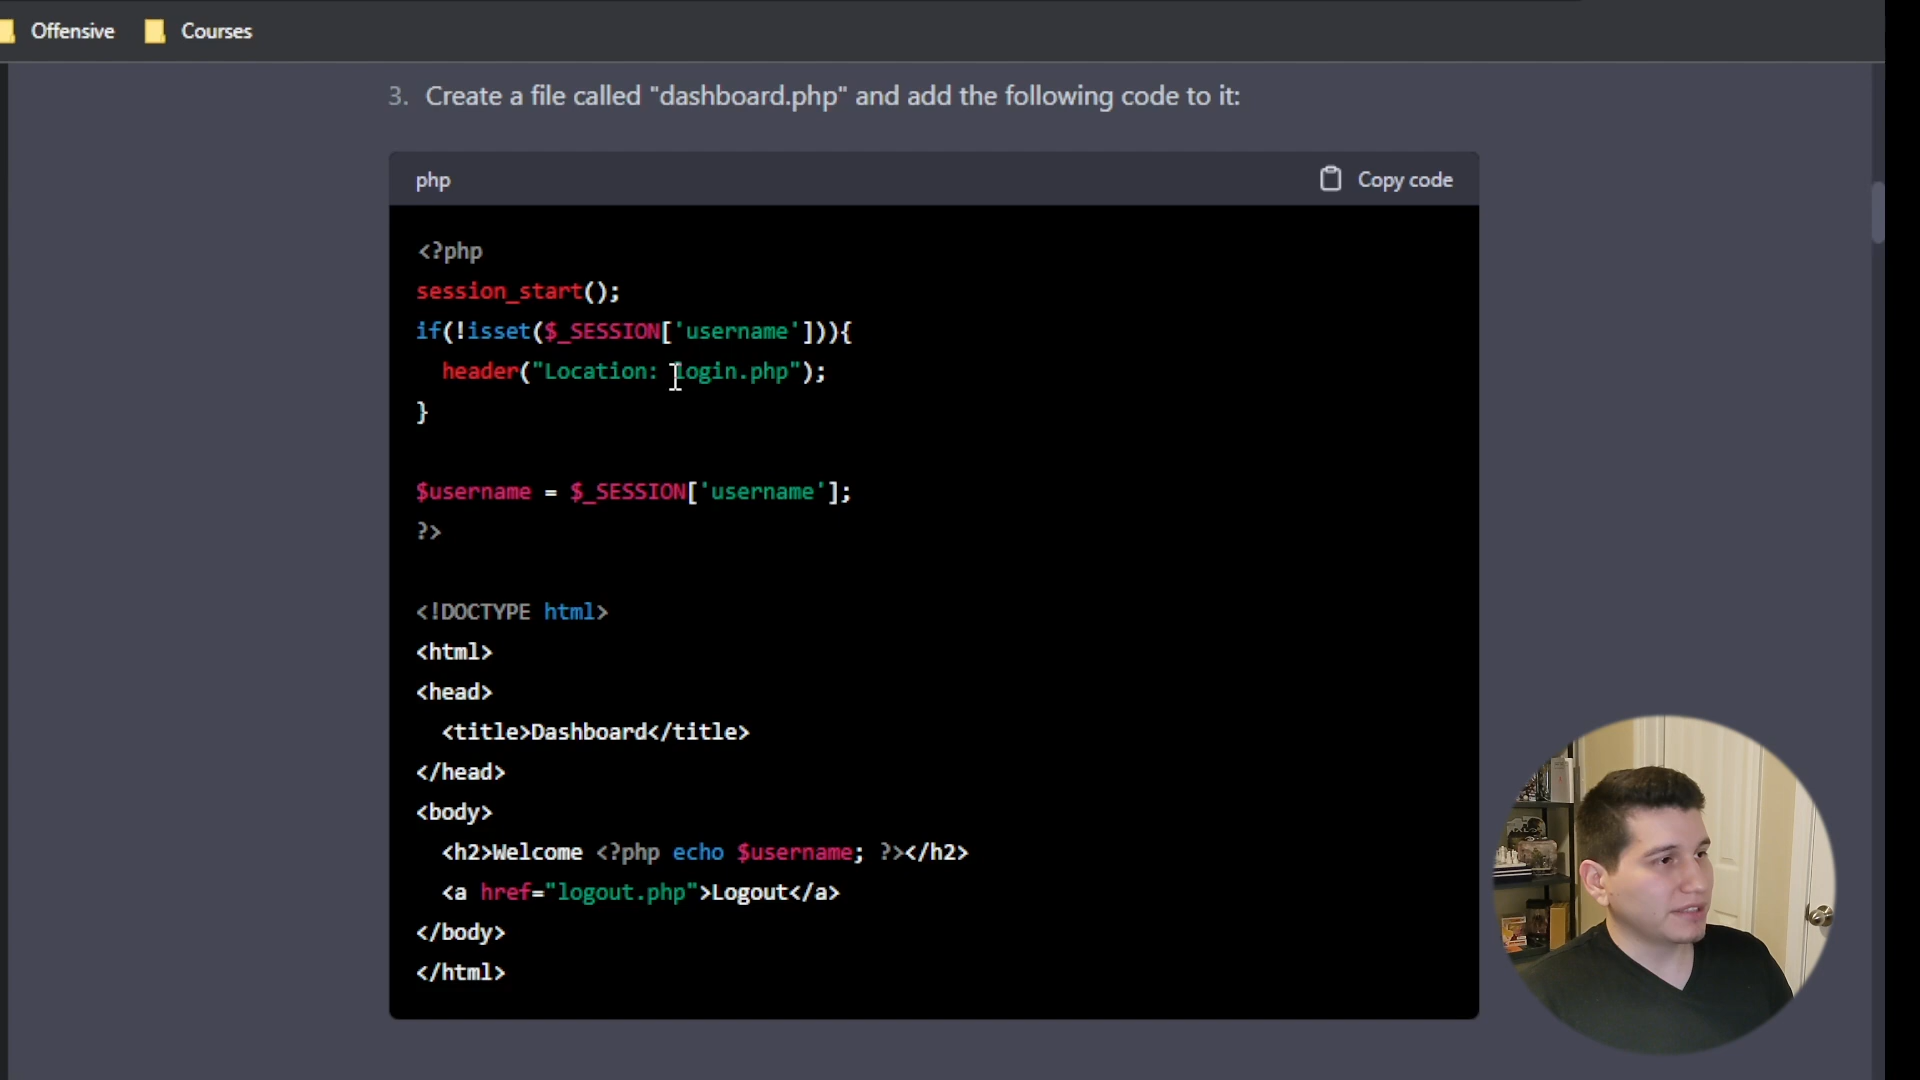 Offensive
Courses
3. Create a file called "dashboard.php" and add the following code to it:
php
Copy code
<?php
session_start();
if(!isset($_SESSION['username'])){
  header("Location: login.php");
}
$username = $_SESSION['username'];
?>
<!DOCTYPE html>
<html>
<head>
  <title>Dashboard</title>
</head>
<body>
  <h2>Welcome <?php echo $username; ?></h2>
  <a href="logout.php">Logout</a>
</body>
</html>